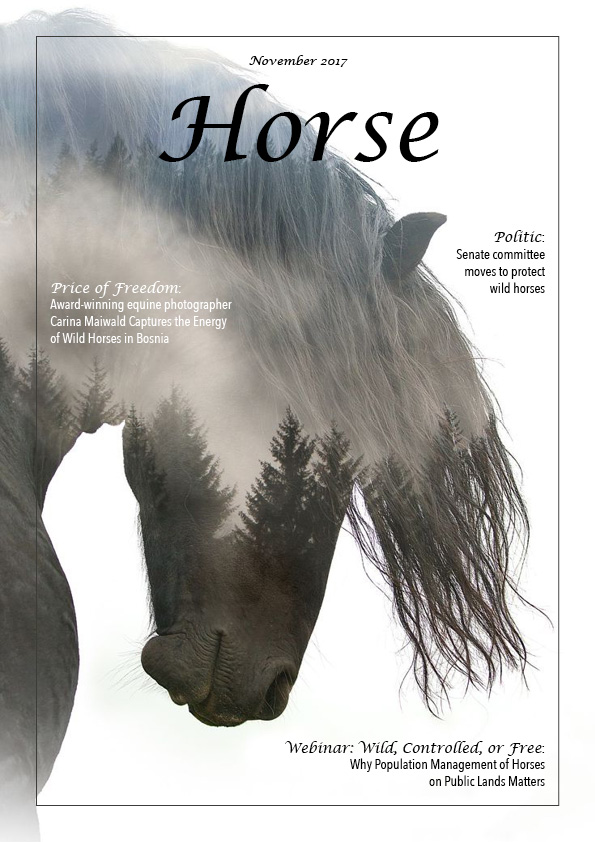 November 2017
Horse
Politic:
Senate committee
moves to protect
wild horses
Price of Freedom:
Award-winning equine photographer
Carina Maiwald Captures the Energy
of Wild Horses in Bosnia
Webinar: Wild, Controlled, or Free:
Why Population Management of Horses
on Public Lands Matters